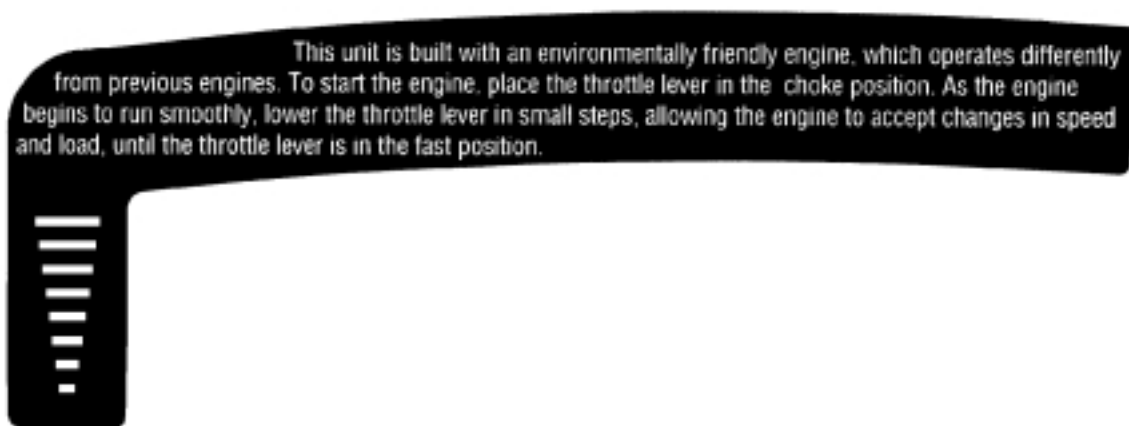 This unit is built with an environmentally friendly engine, which operates differently
from previous engines. To start the engine, place the throttle lever in the choke position. As the engine
begins to run smoothly, lower the throttle lever in small steps, allowing the engine to accept changes in speed
and load, until the throttle lever is in the fast position.